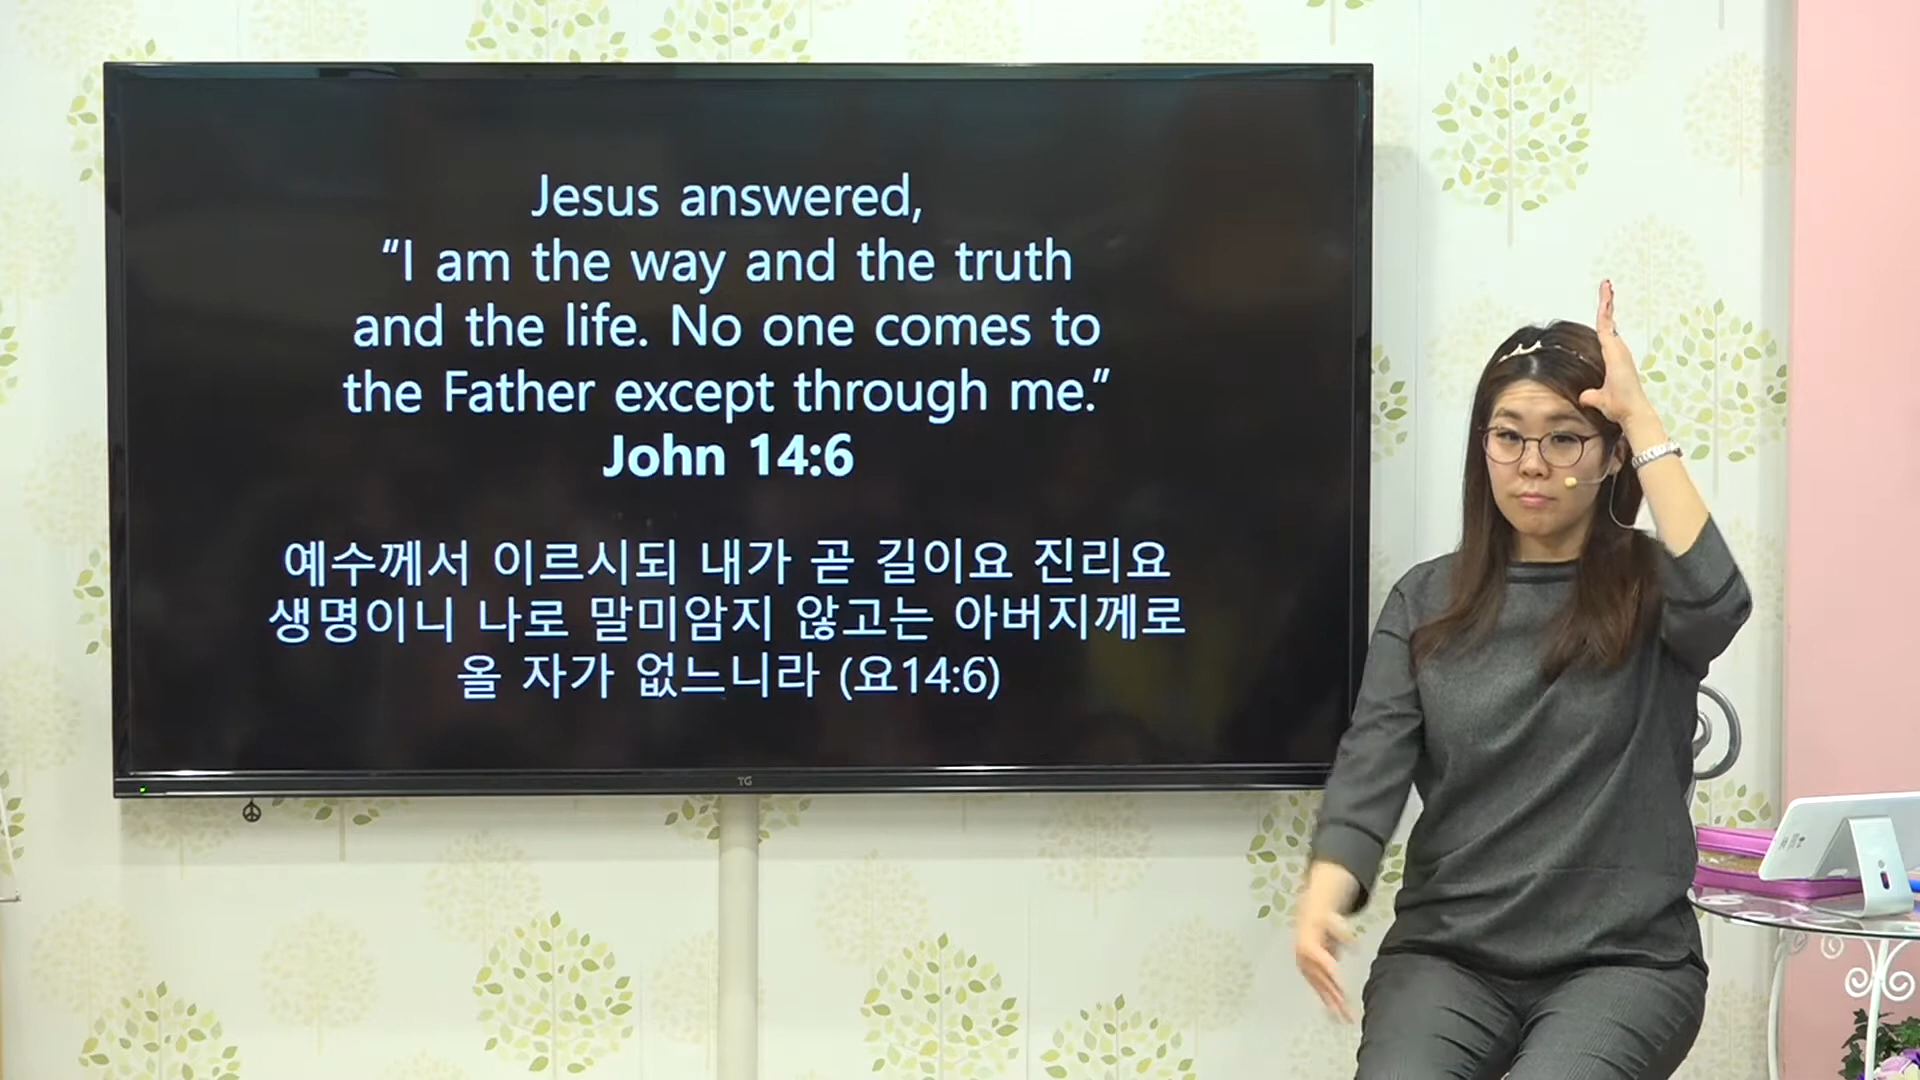 Jesus answered,
“I am the way and the truth
and the life. No one comes to
the Father except through me.”
John 14:6
예수께서 이르시되 내가 곧 길이요 진리요
생명이니 나로 말미암지 않고는 아버지께로
올 자가 없느니라 (요14:6)
TG